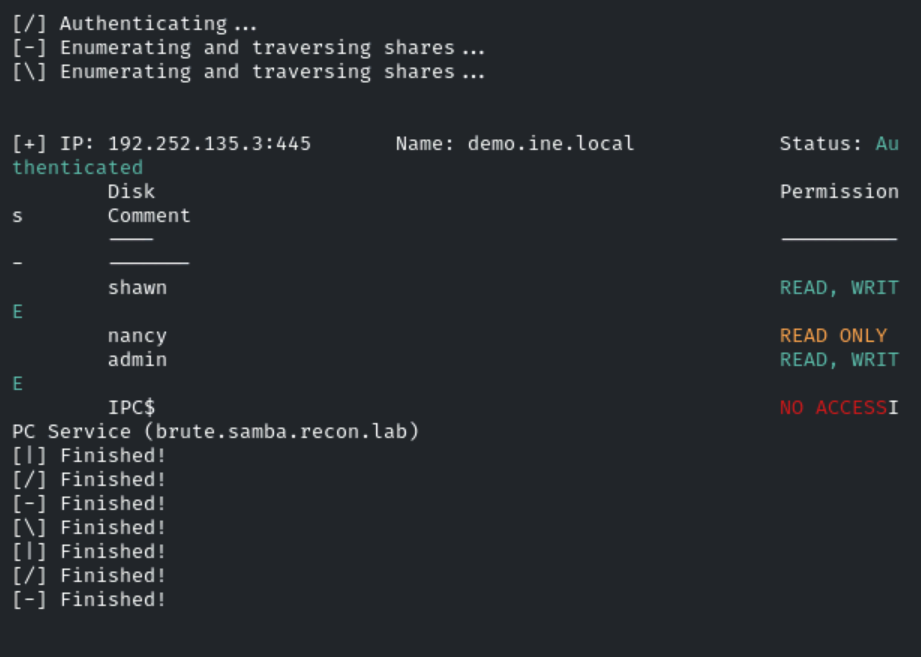 [/] Authenticating...
[-] Enumerating and traversing shares...
[\] Enumerating and traversing shares...
[+] IP: 192.252.135.3:445       Name: demo.ine.local            Status: Au
thenticated
        Disk                                                    Permission
s       Comment
        ----                                                    ----------
-       -------
        shawn                                                   READ, WRIT
E
        nancy                                                   READ ONLY
        admin                                                   READ, WRIT
E
        IPC$                                                    NO ACCESSI
PC Service (brute.samba.recon.lab)
[|] Finished!
[/] Finished!
[-] Finished!
[\] Finished!
[|] Finished!
[/] Finished!
[-] Finished!